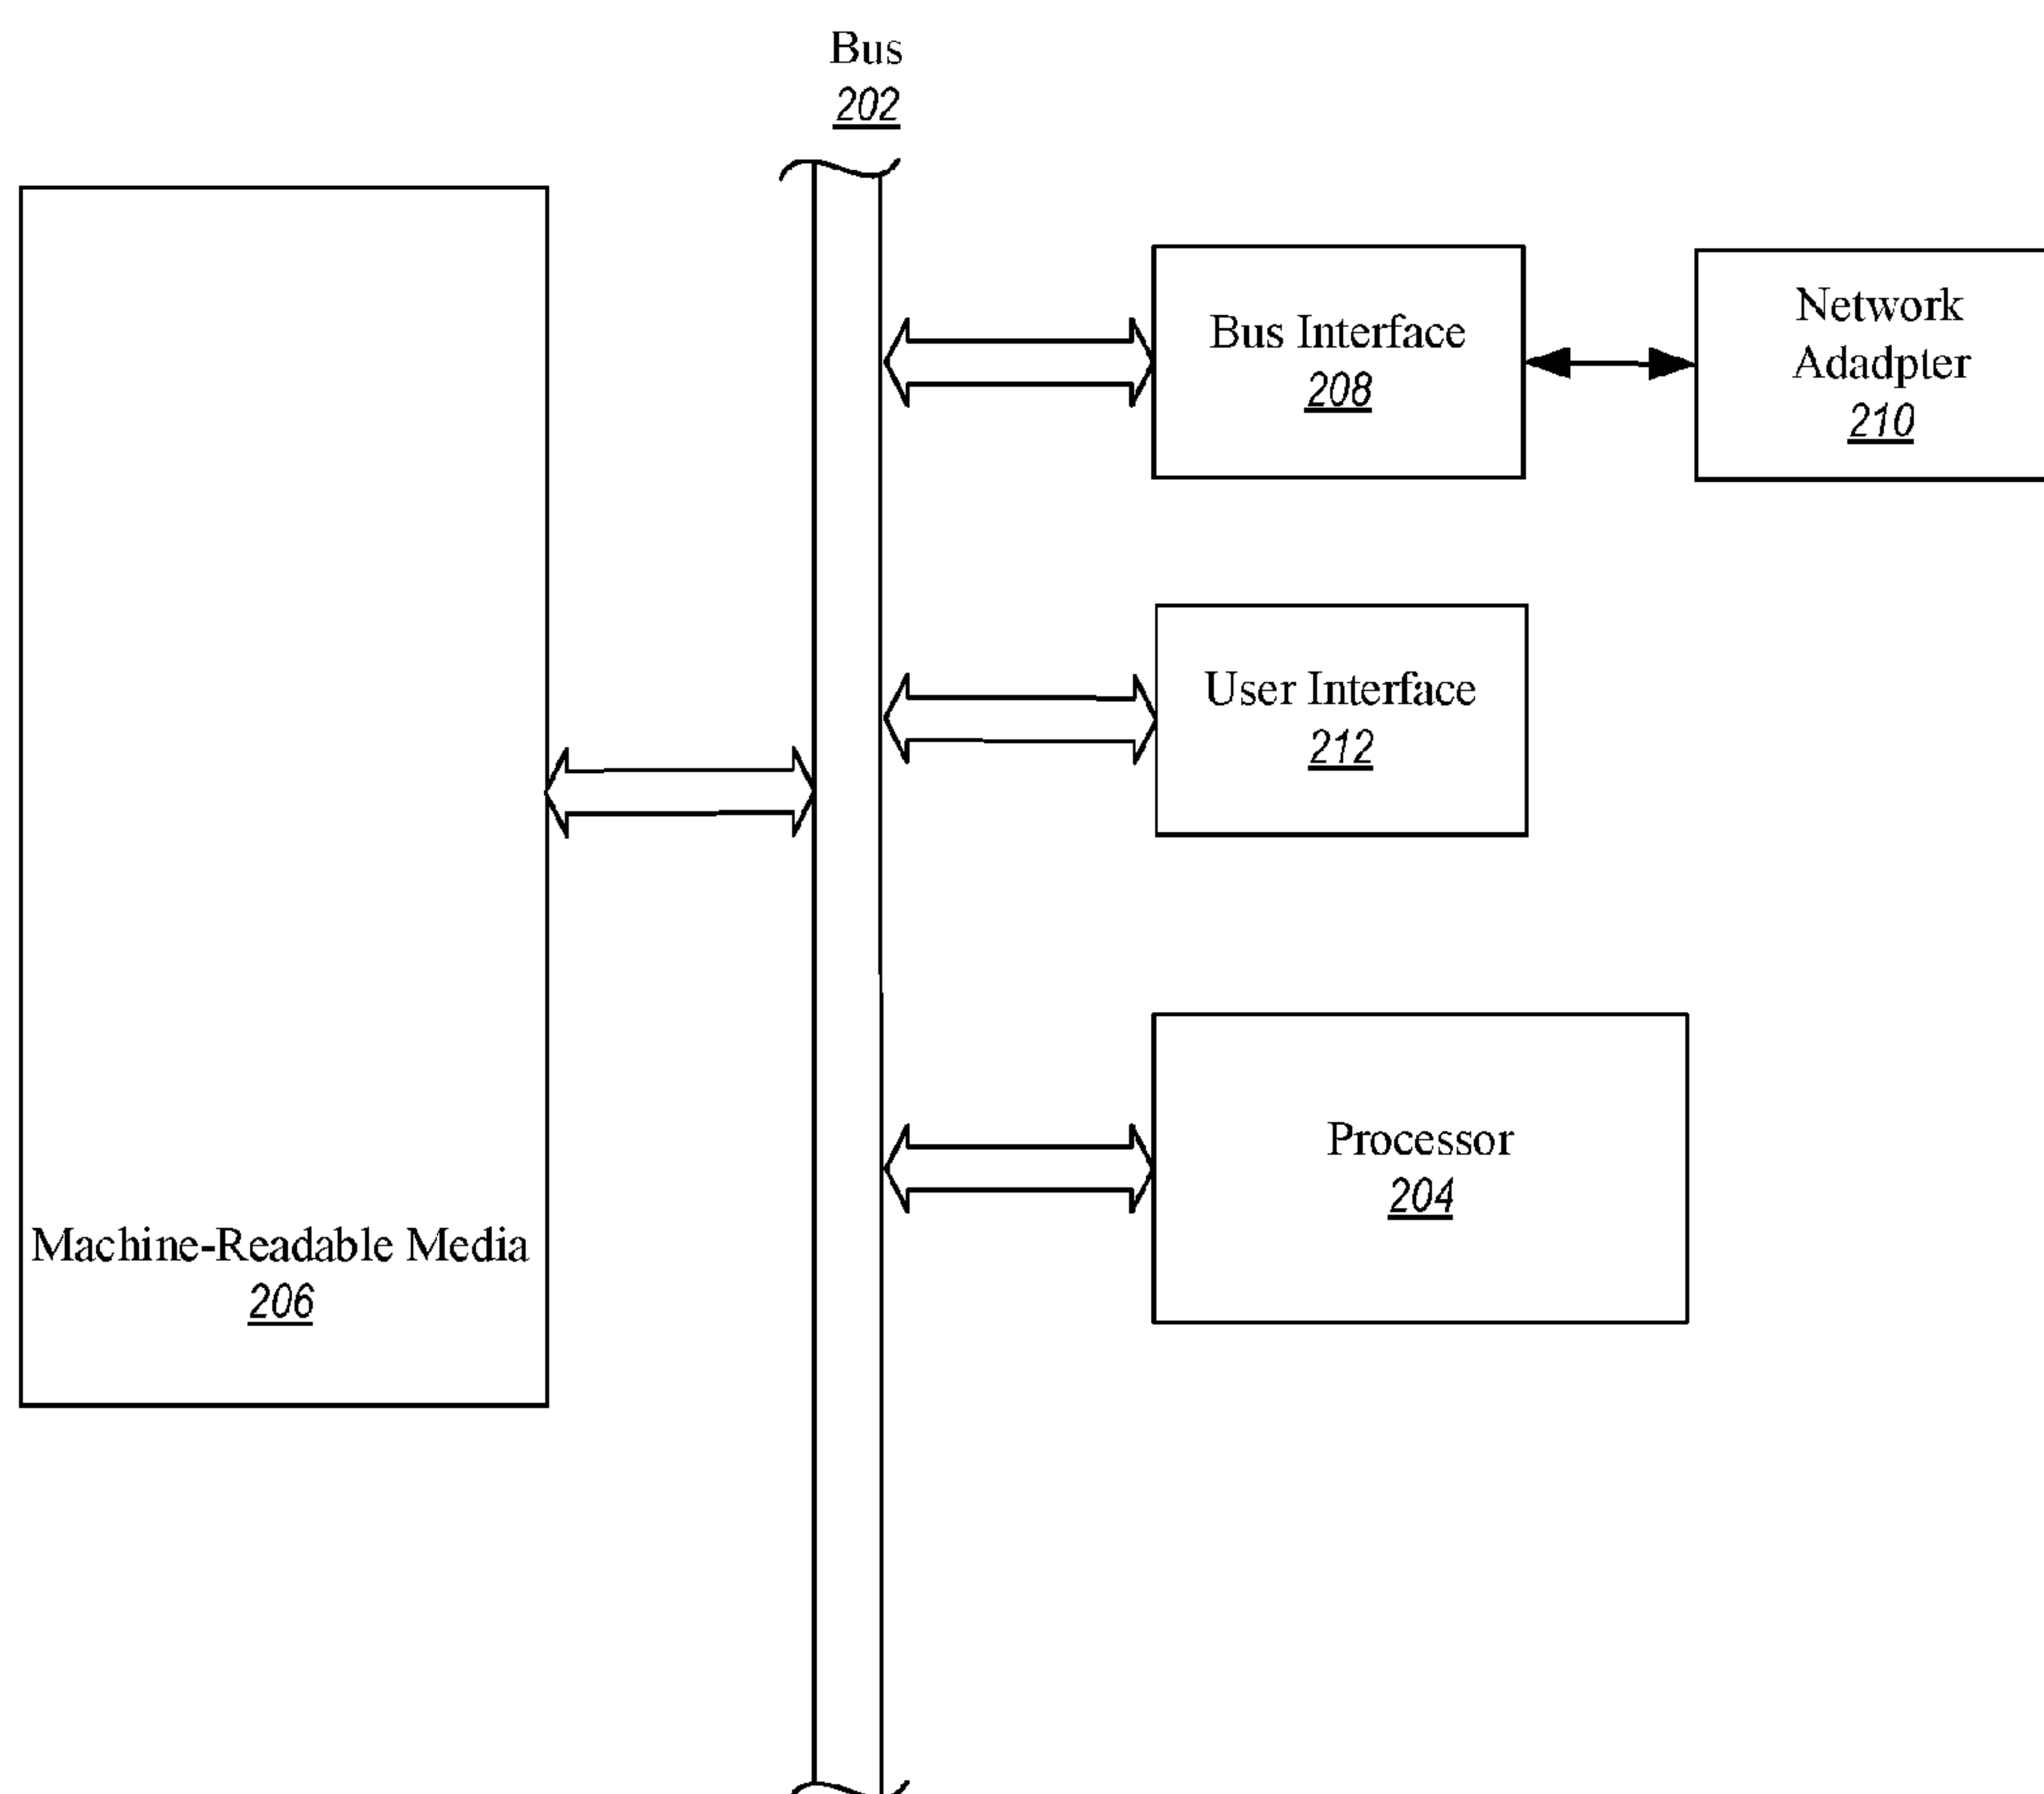 Bus
202
Bus Interface
208
Network
Adadpter
210
User Interface
212
Processor
204
Machine-Readable Media
206